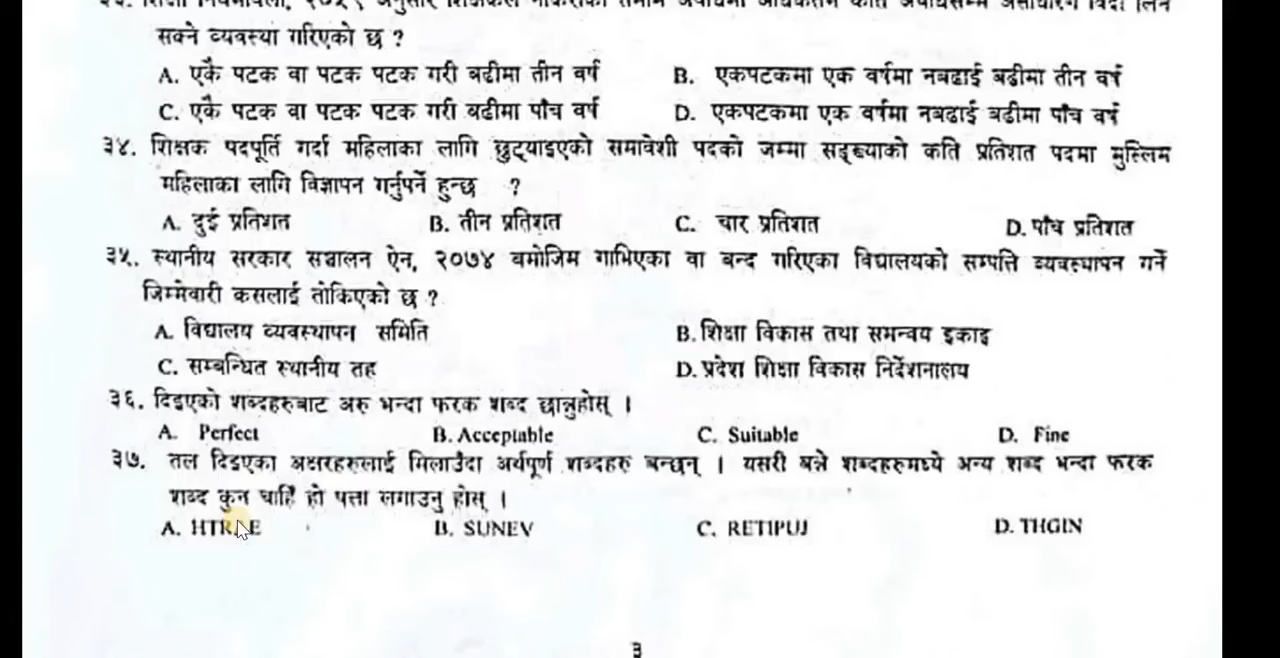 सक्ने व्यवस्था गरिएको छ ?
A. एकै पटक वा पटक पटक गरी बढीमा तीन वर्ष B. एकपटकमा एक वर्षमा नबढाई बढीमा तीन वर्ष
C. एकै पटक वा पटक पटक गरी बढीमा पाँच वर्ष D. एकपटकमा एक वर्षमा नबढाई बढीमा पाँच वर्ष
३४. शिक्षक पदपूर्ति गर्दा महिलाका लागि छुट्याइएको समावेशी पदको जम्मा सङ्ख्याको कति प्रतिशत पदमा मुस्लिम
महिलाका लागि विज्ञापन गर्नुपर्ने हुन्छ ?
A. दुई प्रतिशत B. तीन प्रतिशत C. चार प्रतिशत D. पाँच प्रतिशत
३५. स्थानीय सरकार सञ्चालन ऐन, २०७४ बमोजिम गाभिएका वा बन्द गरिएका विद्यालयको सम्पत्ति व्यवस्थापन गर्ने
जिम्मेवारी कसलाई तोकिएको छ ?
A. विद्यालय व्यवस्थापन समिति B. शिक्षा विकास तथा समन्वय इकाइ
C. सम्बन्धित स्थानीय तह D. प्रदेश शिक्षा विकास निर्देशनालय
३६. दिइएको शब्दहरुबाट अरु भन्दा फरक शब्द छान्नुहोस् ।
A. Perfect B. Acceptable C. Suitable D. Fine
३७. तल दिइएका अक्षरहरुलाई मिलाउँदा अर्थपूर्ण शब्दहरु बन्छन् । यसरी बन्ने शब्दहरुमध्ये अन्य शब्द भन्दा फरक
शब्द कुन चाहिँ हो पत्ता लगाउनु होस् ।
A. B. SUNEV C. RETIPUJ D. THGIN
३